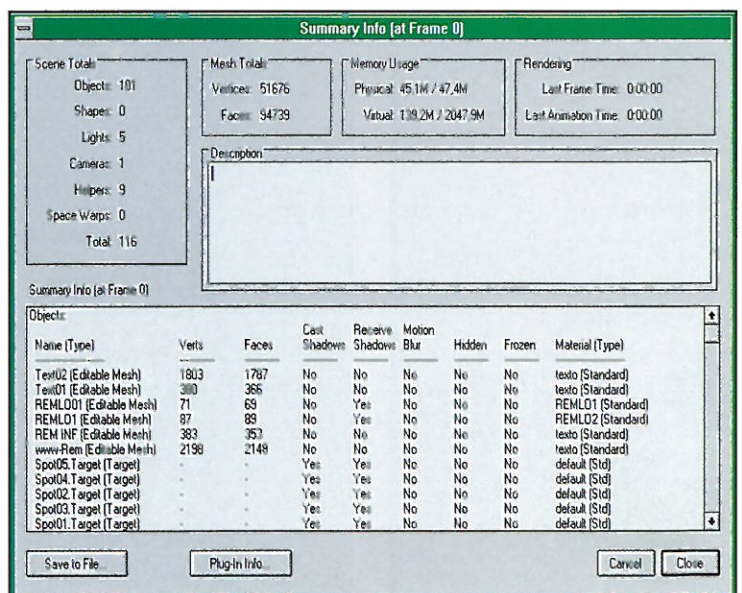 Summary Info (at Frame 0)
Scene Totals
Objects: 101
Shapes: 0
Lights: 5
Cameras: 1
Helpers: 9
Space Warps: 0
Total: 116
Mesh Totals
Vertices: 51676
Faces: 94739
Memory Usage
Physical: 45.1M / 47,4M
Virtual: 139.2M / 2047,9M
Rendering
Last Frame Time: 0:00:00
Last Animation Time: 0:00:00
Description
Summary Info (at Frame 0)
Objects:
Name (Type) Verts Faces Cast Shadows Receive Shadows Motion Blur Hidden Frozen Material (Type)
Text02 (Editable Mesh) 1803 1787 No No No No No texto (Standard)
Text01 (Editable Mesh) 380 366 No No No No No texto (Standard)
REMLO01 (Editable Mesh) 71 69 No Yes No No No REMLO1 (Standard)
REMLO1 (Editable Mesh) 87 89 No Yes No No No REMLO2 (Standard)
REM INF (Editable Mesh) 383 353 No No No No No texto (Standard)
www-Rem (Editable Mesh) 2198 2148 No No No No No texto (Standard)
Spot05.Target (Target) - - Yes Yes No No No default (Std)
Spot04.Target (Target) - - Yes Yes No No No default (Std)
Spot02.Target (Target) - - Yes Yes No No No default (Std)
Spot03.Target (Target) - - Yes Yes No No No default (Std)
Spot01.Target (Target) - - Yes Yes No No No default (Std)
Save to File...
Plug-In Info...
Cancel
Close